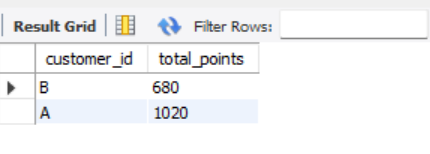 Result Grid Filter Rows:
customer_id total_points
B 680
A 1020